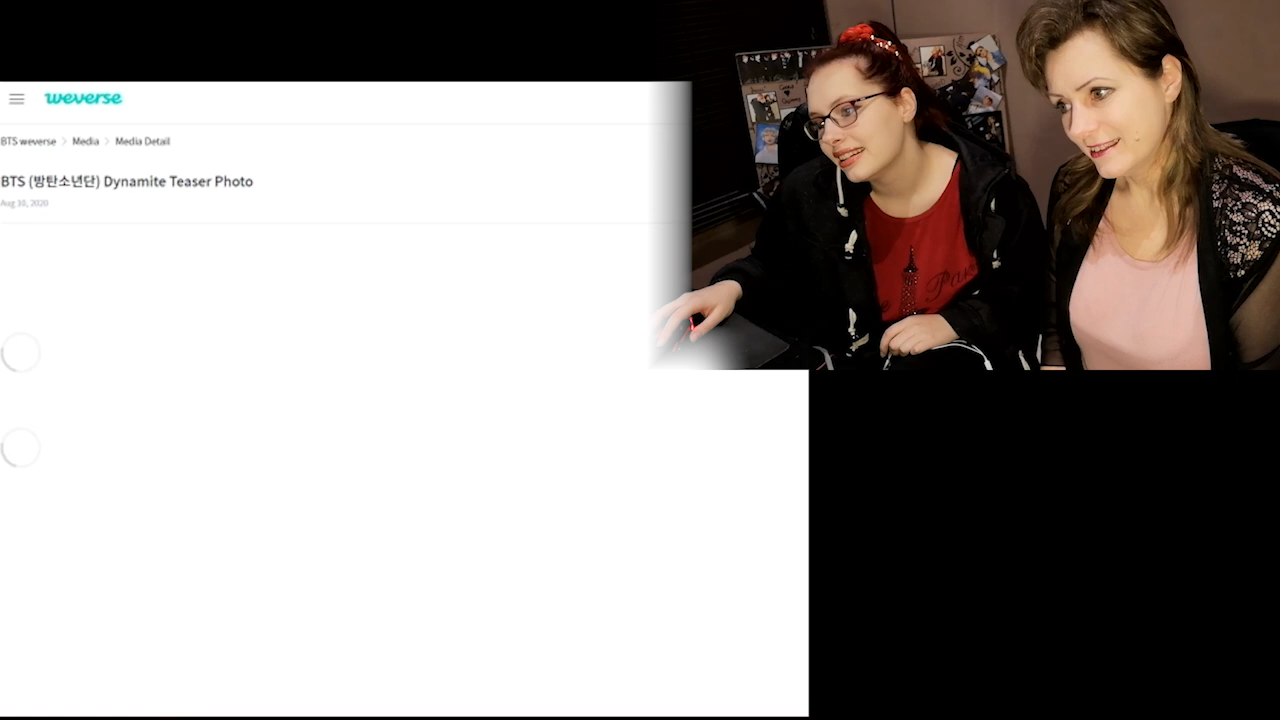 weverse
BTS weverse > Media > Media Detail
BTS (방탄소년단) Dynamite Teaser Photo
Aug 10, 2020